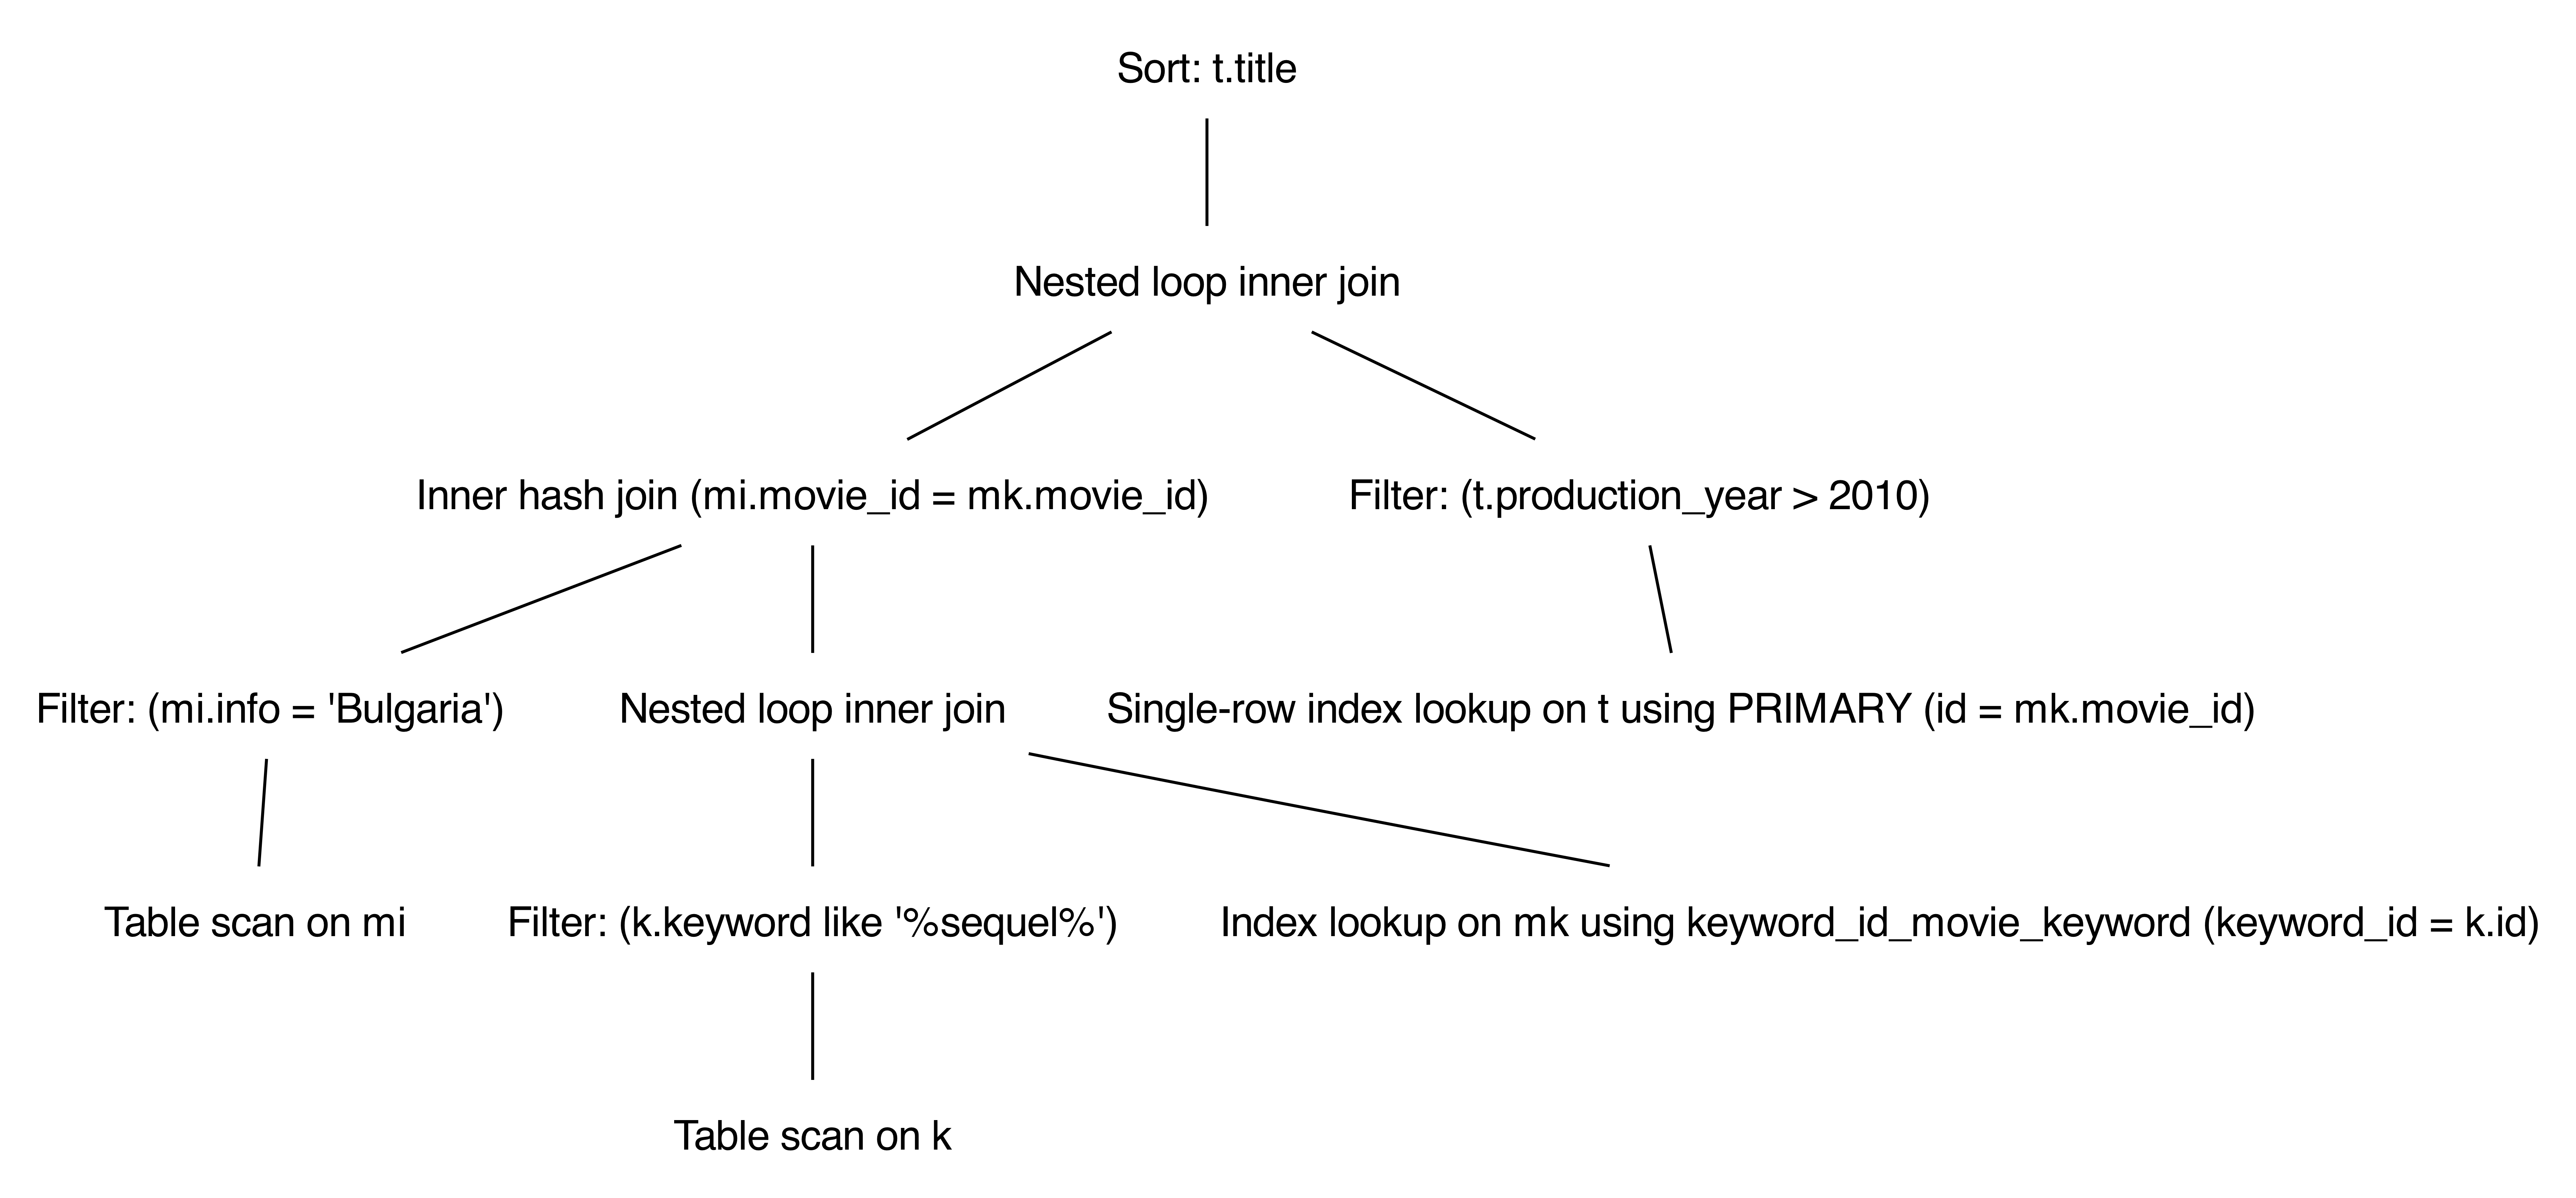 Sort: t.title
Nested loop inner join
Inner hash join (mi.movie_id = mk.movie_id)
Filter: (t.production_year > 2010)
Filter: (mi.info = 'Bulgaria')
Nested loop inner join
Single-row index lookup on t using PRIMARY (id = mk.movie_id)
Table scan on mi
Filter: (k.keyword like '%sequel%')
Index lookup on mk using keyword_id_movie_keyword (keyword_id = k.id)
Table scan on k